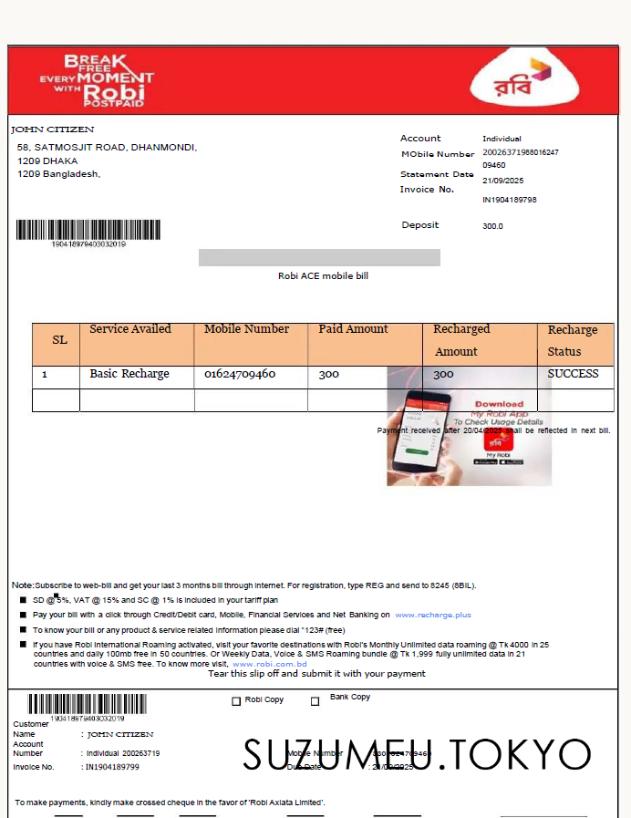 BREAK
FREE
EVERY MOMENT
WITH Robi
POSTPAID
রবি
JOHN CITIZEN
58, SATMOSJIT ROAD, DHANMONDI,
1209 DHAKA
1209 Bangladesh,
Account Individual
MObile Number 20026371988016247
09460
Statement Date 21/09/2025
Invoice No. IN1904189798
Deposit 300.0
190418979403032019
Robi ACE mobile bill
SL Service Availed Mobile Number Paid Amount Recharged Amount Recharge Status
1 Basic Recharge 01624709460 300 300 SUCCESS
Download
My Robi App
To Check Usage Details
Payment received after 20/04/2025 shall be reflected in next bill.
রবি
My Robi
Note:Subscribe to web-bill and get your last 3 months bill through internet. For registration, type REG and send to 8245 (8BIL).
SD @ 5%, VAT @ 15% and SC @ 1% is included in your tariff plan
Pay your bill with a click through Credit/Debit card, Mobile, Financial Services and Net Banking on www.recharge.plus
To know your bill or any product & service related information please dial *123# (free)
If you have Robi International Roaming activated, visit your favorite destinations with Robi's Monthly Unlimited data roaming @ Tk 4000 in 25
countries and daily 100mb free in 50 countries. Or Weekly Data, Voice & SMS Roaming bundle @ Tk 1,999 fully unlimited data in 21
countries with voice & SMS free. To know more visit, www.robi.com.bd
Tear this slip off and submit it with your payment
190418979403032019
Robi Copy Bank Copy
Customer
Name : JOHN CITIZEN
Account
Number : Individual 200263719
Mobile Number
Invoice No. : IN1904189799
Due Date : 21/09/2025
SUZUMEU.TOKYO
To make payments, kindly make crossed cheque in the favor of 'Robi Axiata Limited'.